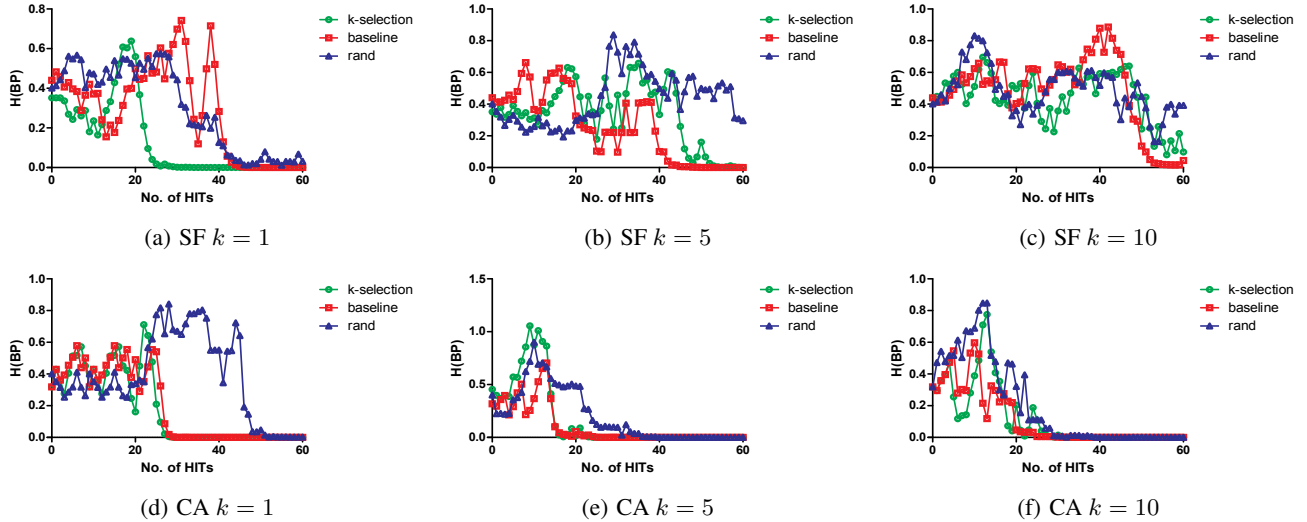 0.8
0.6
0.4
0.2
0.0
H(BP)
0
20
40
60
No. of HITs
k-selection
baseline
rand
(a) SF k = 1
1.0
0.8
0.6
0.4
0.2
0.0
H(BP)
0
20
40
60
No. of HITs
k-selection
baseline
rand
(b) SF k = 5
1.0
0.8
0.6
0.4
0.2
0.0
H(BP)
0
20
40
60
No. of HITs
k-selection
baseline
rand
(c) SF k = 10
1.0
0.8
0.6
0.4
0.2
0.0
H(BP)
0
20
40
60
No. of HITs
k-selection
baseline
rand
(d) CA k = 1
1.5
1.0
0.5
0.0
H(BP)
0
20
40
60
No. of HITs
k-selection
baseline
rand
(e) CA k = 5
1.0
0.8
0.6
0.4
0.2
0.0
H(BP)
0
20
40
60
No. of HITs
k-selection
baseline
rand
(f) CA k = 10